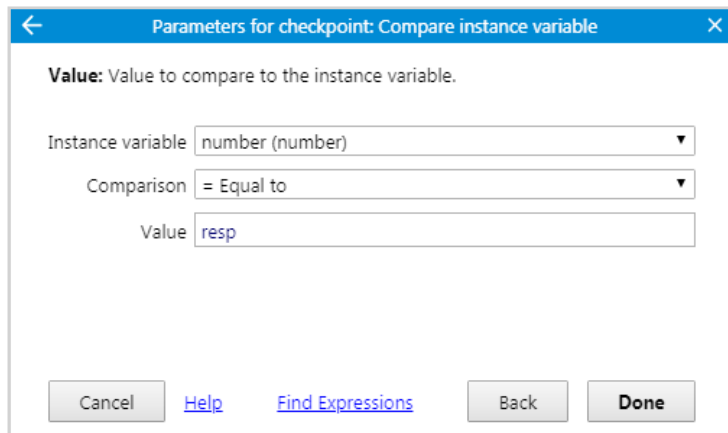 Parameters for checkpoint: Compare instance variable
Value: Value to compare to the instance variable.
Instance variable number (number)
Comparison = Equal to
Value resp
Cancel Help Find Expressions Back Done